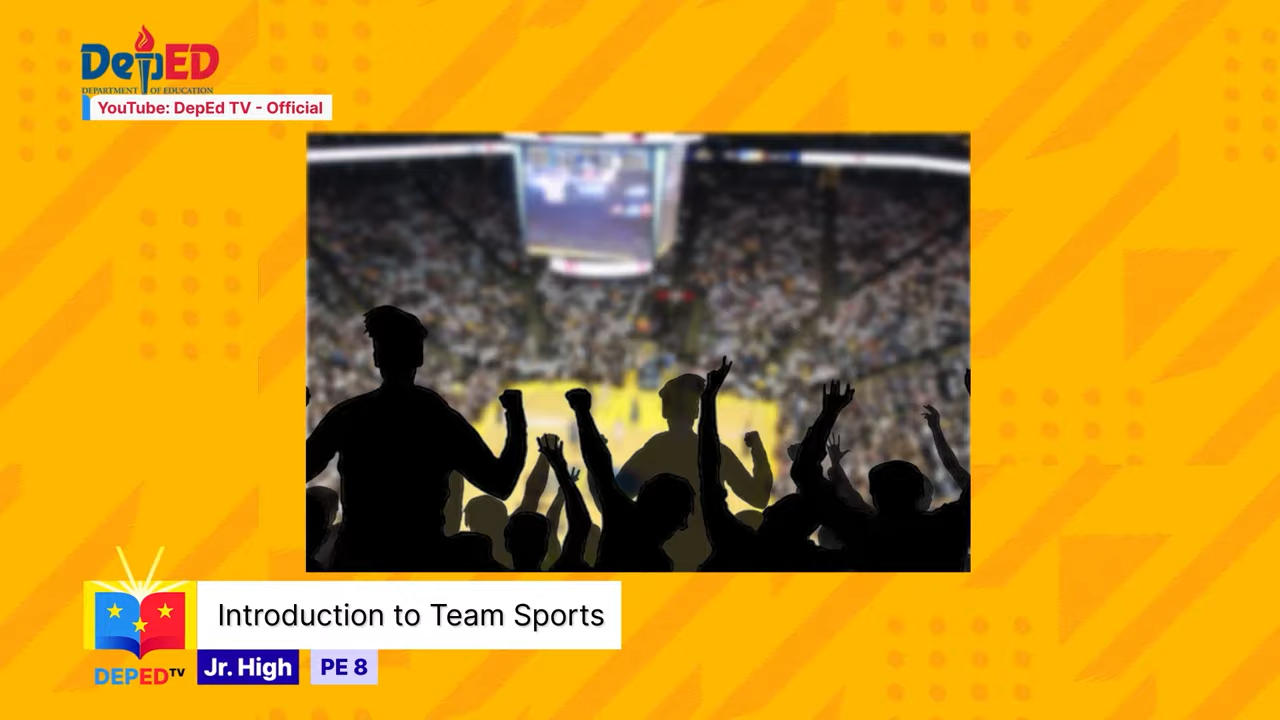 DepED
DEPARTMENT OF EDUCATION
YouTube: DepEd TV - Official
Introduction to Team Sports
DEPED TV
Jr. High
PE 8